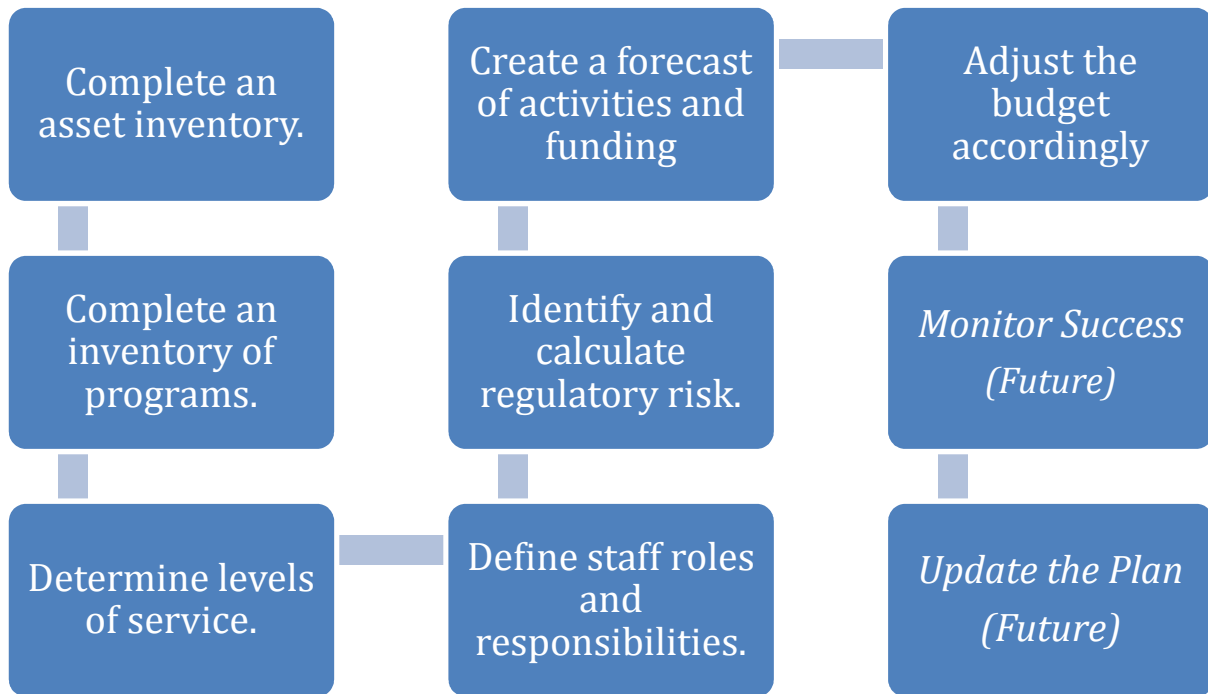 Complete an
asset inventory.
Complete an
inventory of
programs.
Determine levels
of service.
Define staff roles
and
responsibilities.
Identify and
calculate
regulatory risk.
Create a forecast
of activities and
funding
Adjust the
budget
accordingly
Monitor Success
(Future)
Update the Plan
(Future)